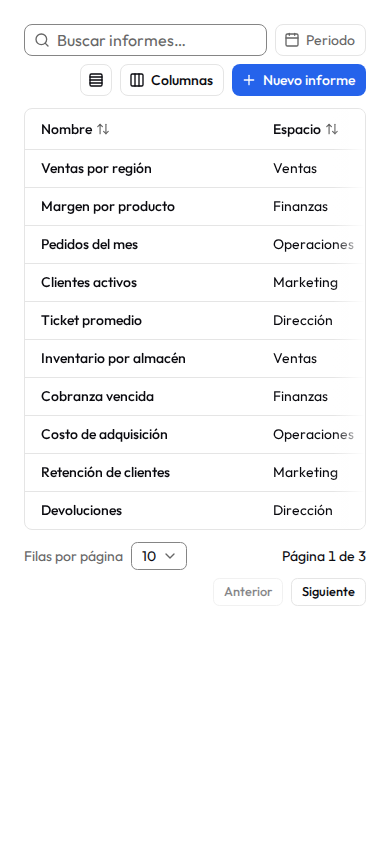 Buscar informes... Periodo
Columnas Nuevo informe
Nombre Espacio
Ventas por región Ventas
Margen por producto Finanzas
Pedidos del mes Operaciones
Clientes activos Marketing
Ticket promedio Dirección
Inventario por almacén Ventas
Cobranza vencida Finanzas
Costo de adquisición Operaciones
Retención de clientes Marketing
Devoluciones Dirección
Filas por página 10 Página 1 de 3
Anterior Siguiente